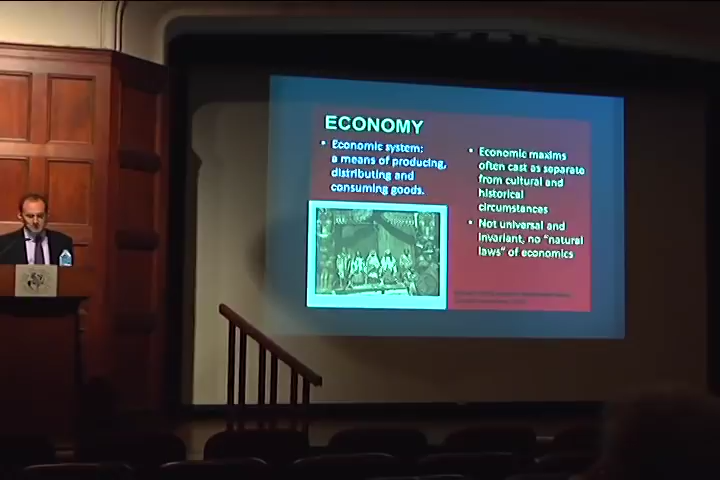 ECONOMY
• Economic system:
a means of producing,
distributing and
consuming goods.
• Economic maxims
often cast as separate
from cultural and
historical
circumstances
• Not universal and
invariant, no "natural
laws" of economics